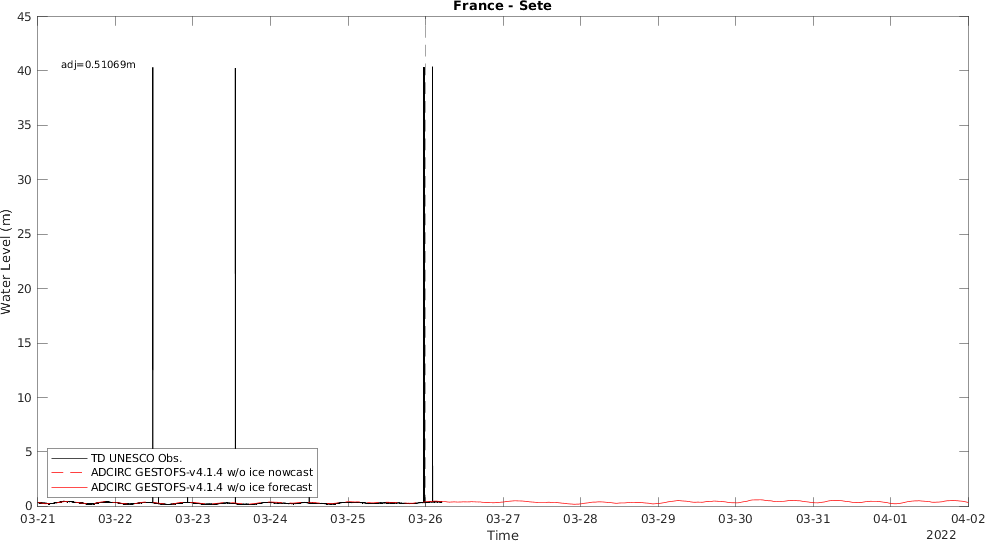 France - Sete
45
40
35
30
25
20
15
10
5
0
Water Level (m)
adj=0.51069m
TD UNESCO Obs.
ADCIRC GESTOFS-v4.1.4 w/o ice nowcast
ADCIRC GESTOFS-v4.1.4 w/o ice forecast
03-21 03-22 03-23 03-24 03-25 03-26 03-27 03-28 03-29 03-30 03-31 04-01 04-02
Time
2022